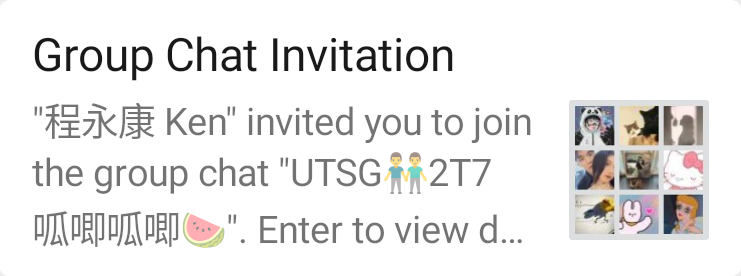 Group Chat Invitation
"程永康 Ken" invited you to join
the group chat "UTSG👬2T7
呱唧呱唧🍉". Enter to view d...